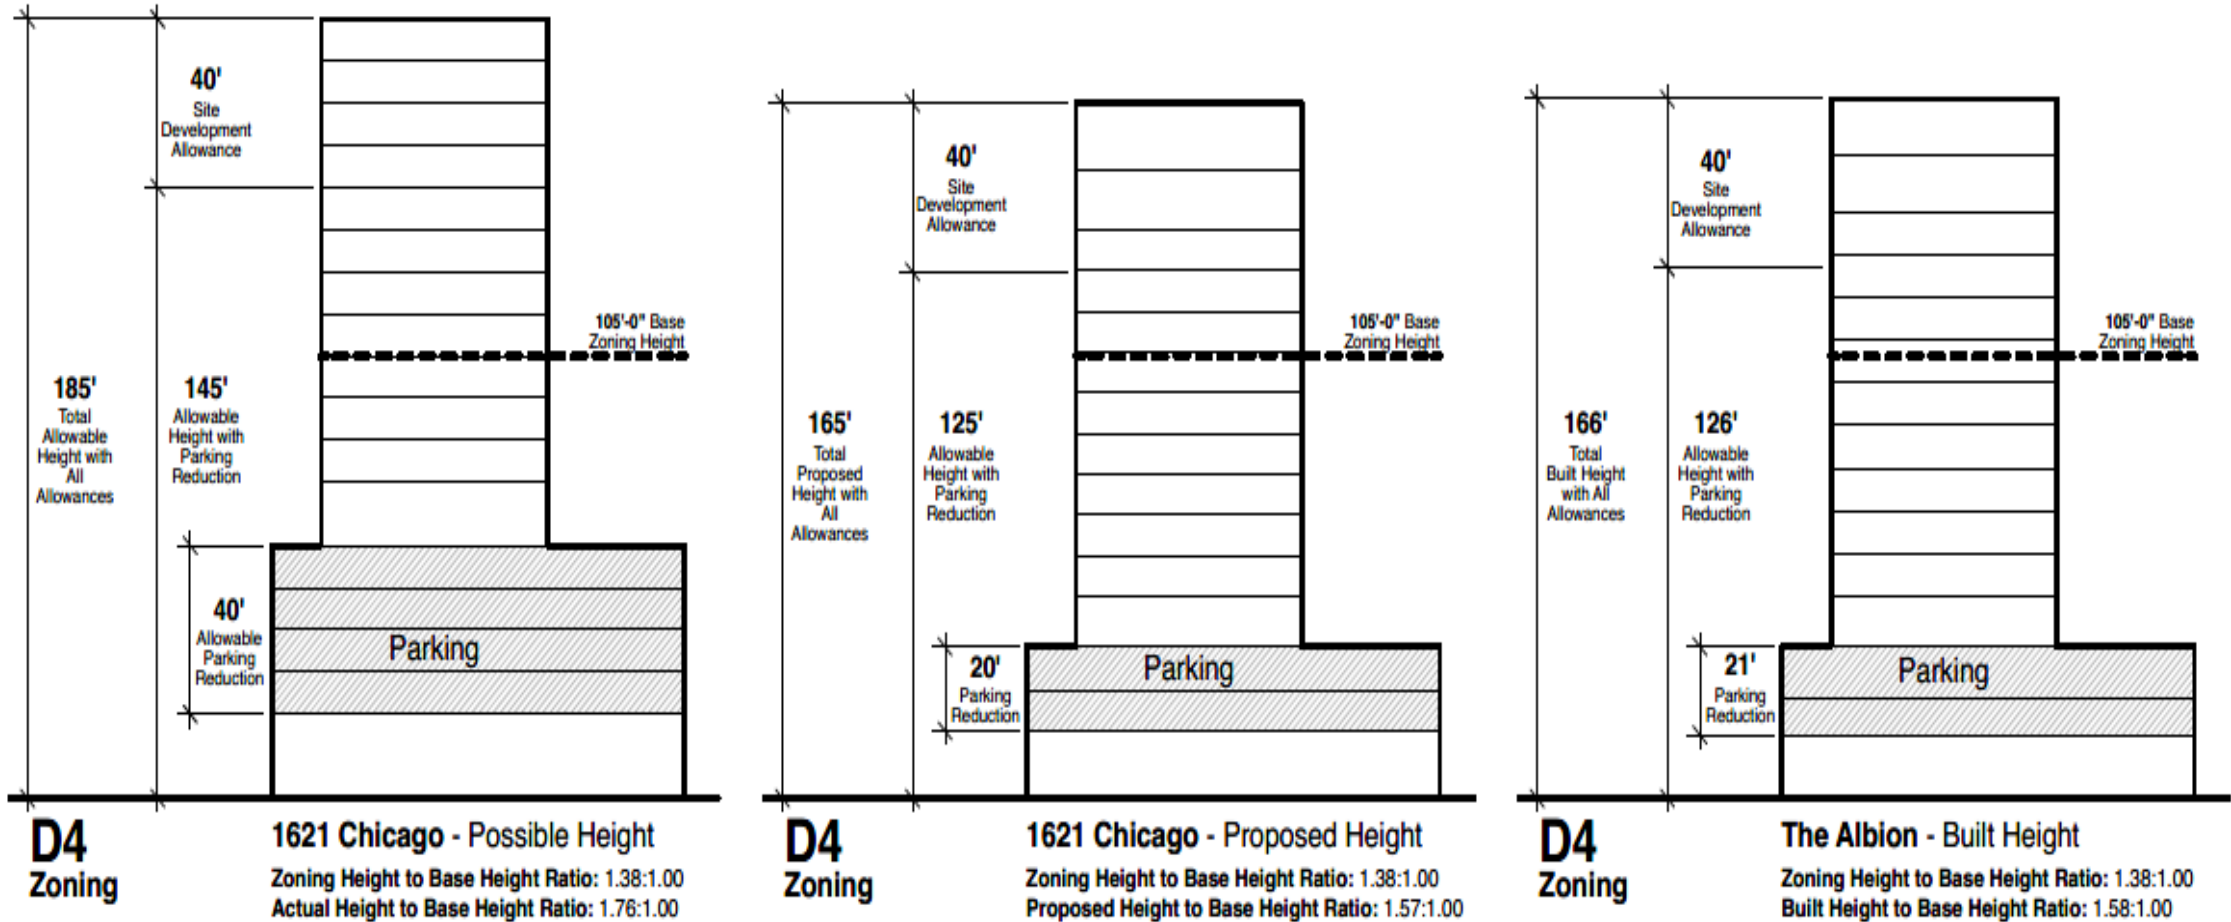 40'
Site
Development
Allowance
105'-0" Base
Zoning Height
185'
Total
Allowable
Height with
All
Allowances
145'
Allowable
Height with
Parking
Reduction
40'
Allowable
Parking
Reduction
Parking
D4
Zoning
1621 Chicago - Possible Height
Zoning Height to Base Height Ratio: 1.38:1.00
Actual Height to Base Height Ratio: 1.76:1.00
40'
Site
Development
Allowance
105'-0" Base
Zoning Height
165'
Total
Proposed
Height with
All
Allowances
125'
Allowable
Height with
Parking
Reduction
20'
Parking
Reduction
Parking
D4
Zoning
1621 Chicago - Proposed Height
Zoning Height to Base Height Ratio: 1.38:1.00
Proposed Height to Base Height Ratio: 1.57:1.00
40'
Site
Development
Allowance
105'-0" Base
Zoning Height
166'
Total
Built Height
with All
Allowances
126'
Allowable
Height with
Parking
Reduction
21'
Parking
Reduction
Parking
D4
Zoning
The Albion - Built Height
Zoning Height to Base Height Ratio: 1.38:1.00
Built Height to Base Height Ratio: 1.58:1.00